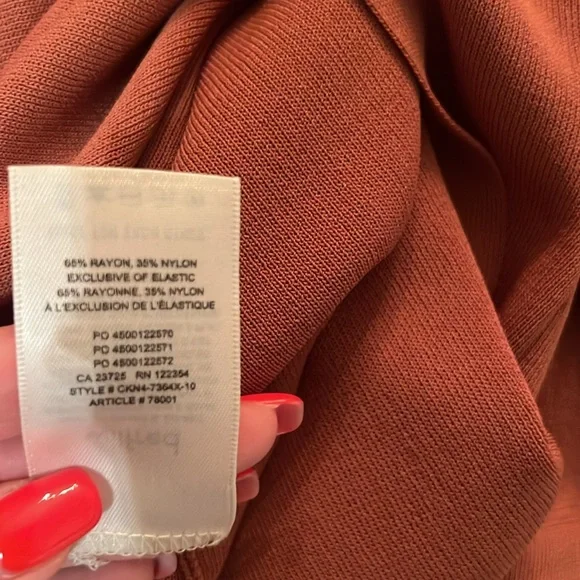 65% RAYON, 35% NYLON
EXCLUSIVE OF ELASTIC
65% RAYONNE, 35% NYLON
À L'EXCLUSION DE L'ÉLASTIQUE
PO 4500122570
PO 4500122571
PO 4500122572
CA 23725 RN 122354
STYLE # CKN4-7364X-10
ARTICLE # 78001